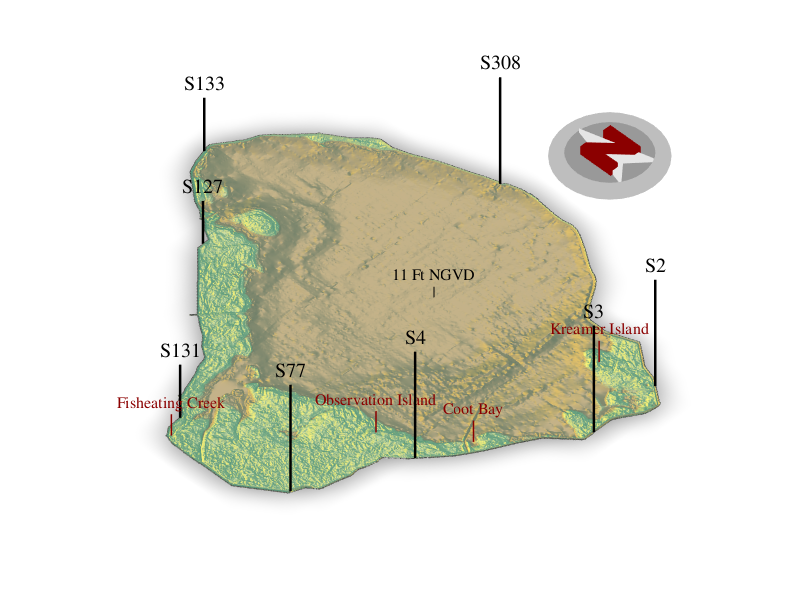 S308
S133
S127
S2
11 Ft NGVD
S3
Kreamer Island
S4
S131
S77
Fisheating Creek
Observation Island
Coot Bay
N